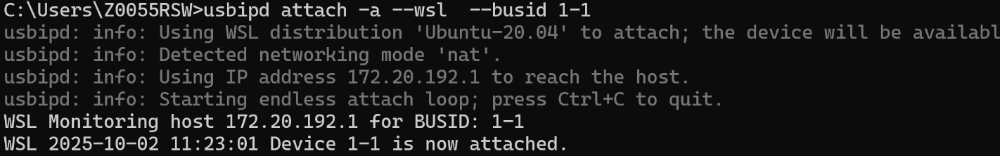 C:\Users\Z0055RSW>usbipd attach -a --wsl  --busid 1-1
usbipd: info: Using WSL distribution 'Ubuntu-20.04' to attach; the device will be availabl
usbipd: info: Detected networking mode 'nat'.
usbipd: info: Using IP address 172.20.192.1 to reach the host.
usbipd: info: Starting endless attach loop; press Ctrl+C to quit.
WSL Monitoring host 172.20.192.1 for BUSID: 1-1
WSL 2025-10-02 11:23:01 Device 1-1 is now attached.